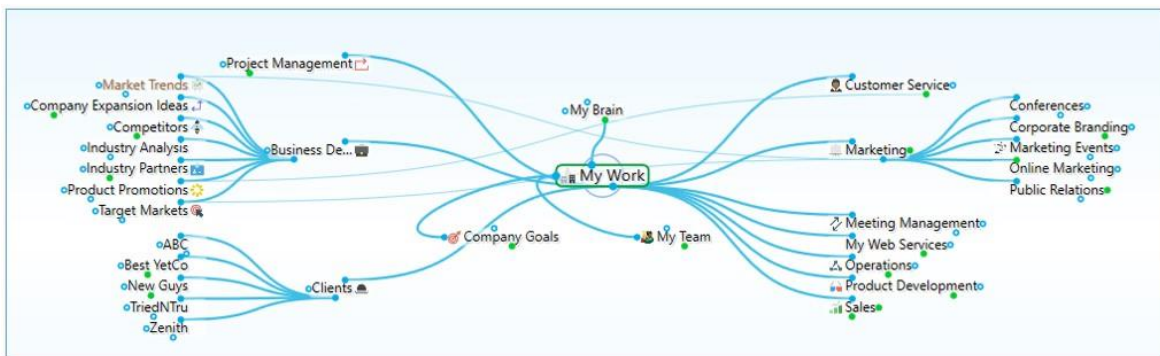 Project Management
Market Trends
Company Expansion Ideas
Competitors
Industry Analysis
Industry Partners
Product Promotions
Target Markets
Business De...
ABC
Best YetCo
New Guys
TriedNTru
Zenith
Clients
My Brain
My Work
Company Goals
My Team
Customer Service
Marketing
Conferences
Corporate Branding
Marketing Events
Online Marketing
Public Relations
Meeting Management
My Web Services
Operations
Product Development
Sales